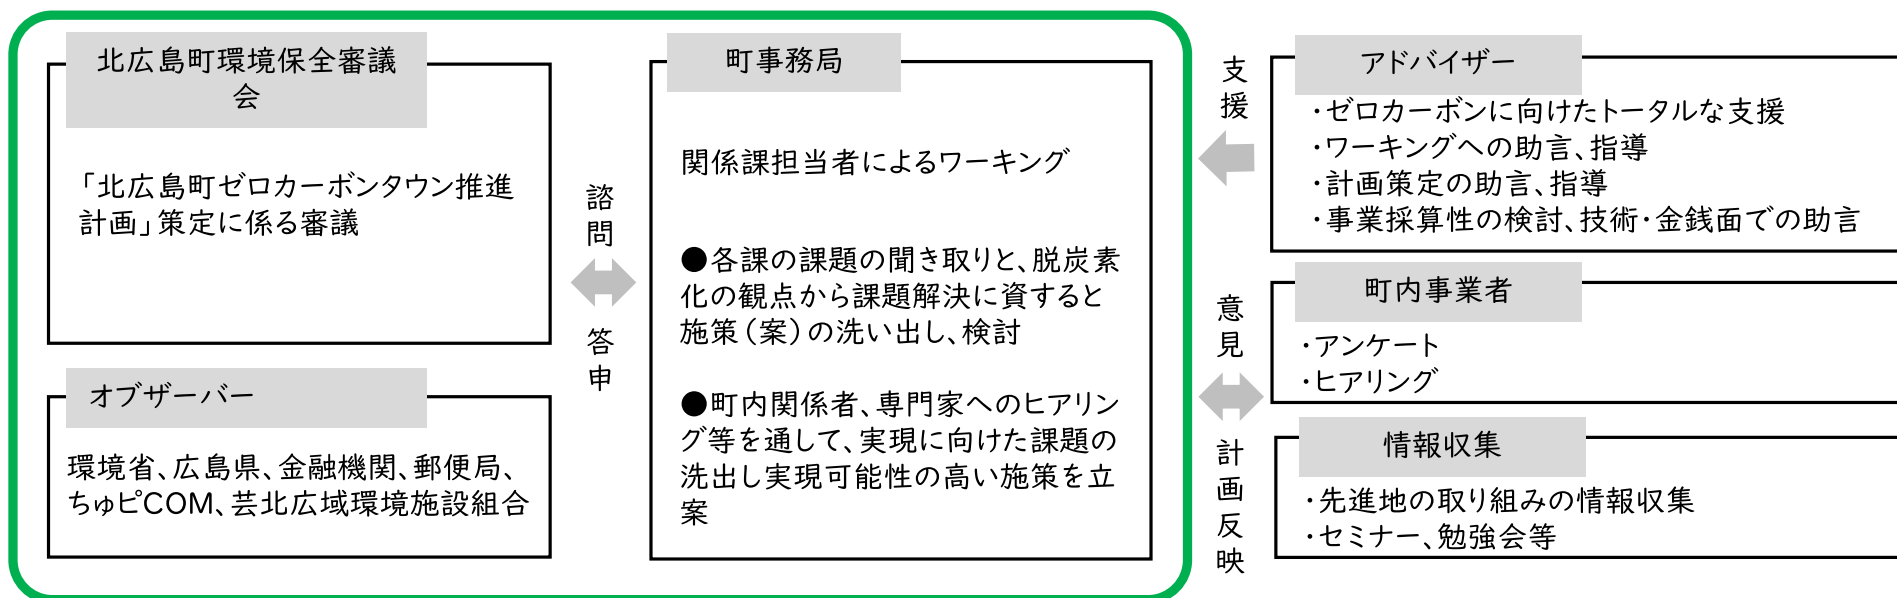 北広島町環境保全審議
会
「北広島町ゼロカーボンタウン推進
計画」策定に係る審議
オブザーバー
環境省、広島県、金融機関、郵便局、
ちゅピCOM、芸北広域環境施設組合
諮問
答申
町事務局
関係課担当者によるワーキング
●各課の課題の聞き取りと、脱炭素
化の観点から課題解決に資すると
施策（案）の洗い出し、検討
●町内関係者、専門家へのヒアリン
グ等を通して、実現に向けた課題の
洗出し実現可能性の高い施策を立
案
支援
意見
計画反映
アドバイザー
・ゼロカーボンに向けたトータルな支援
・ワーキングへの助言、指導
・計画策定の助言、指導
・事業採算性の検討、技術・金銭面での助言
町内事業者
・アンケート
・ヒアリング
情報収集
・先進地の取り組みの情報収集
・セミナー、勉強会等